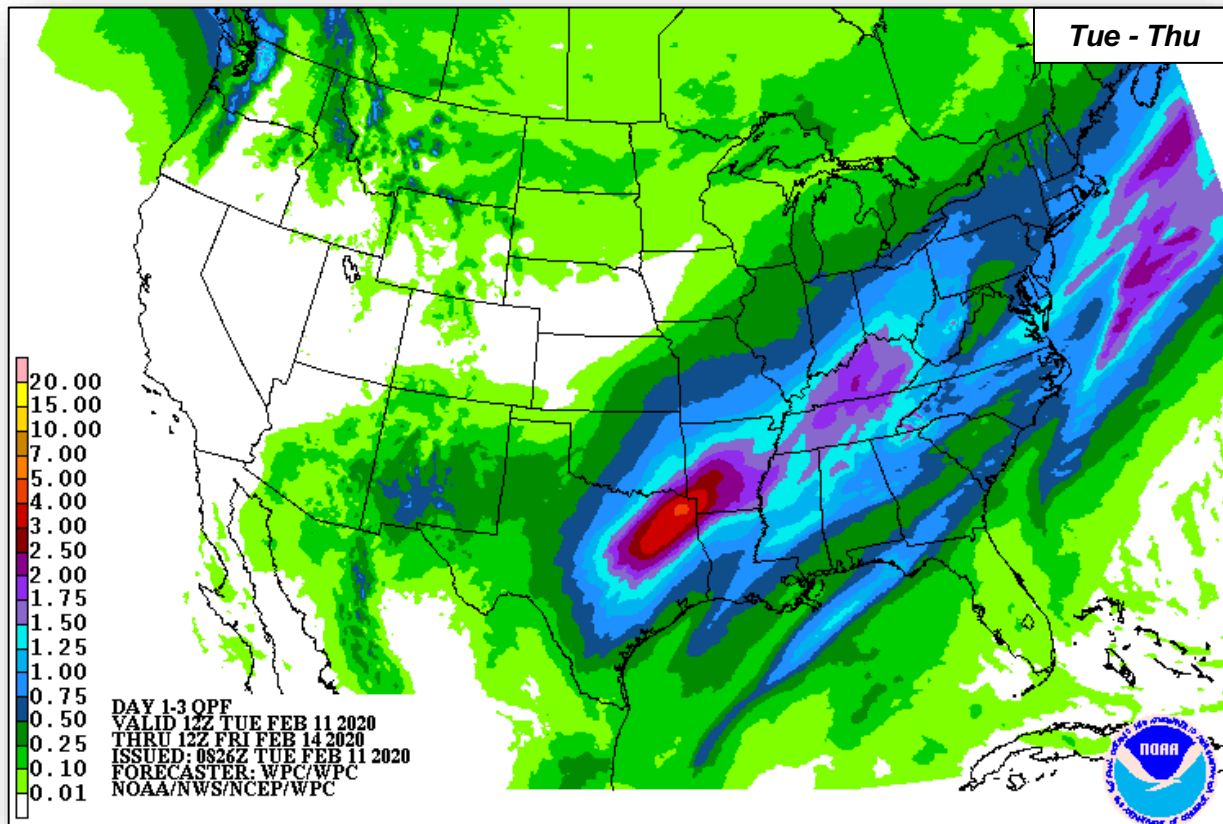 Tue - Thu
20.00
15.00
10.00
7.00
5.00
4.00
3.00
2.50
2.00
1.75
1.50
1.25
1.00
0.75
0.50
0.25
0.10
0.01
DAY 1-3 QPF
VALID 12Z TUE FEB 11 2020
THRU 12Z FRI FEB 14 2020
ISSUED: 0826Z TUE FEB 11 2020
FORECASTER: WPC/WPC
NOAA/NWS/NCEP/WPC
NOAA